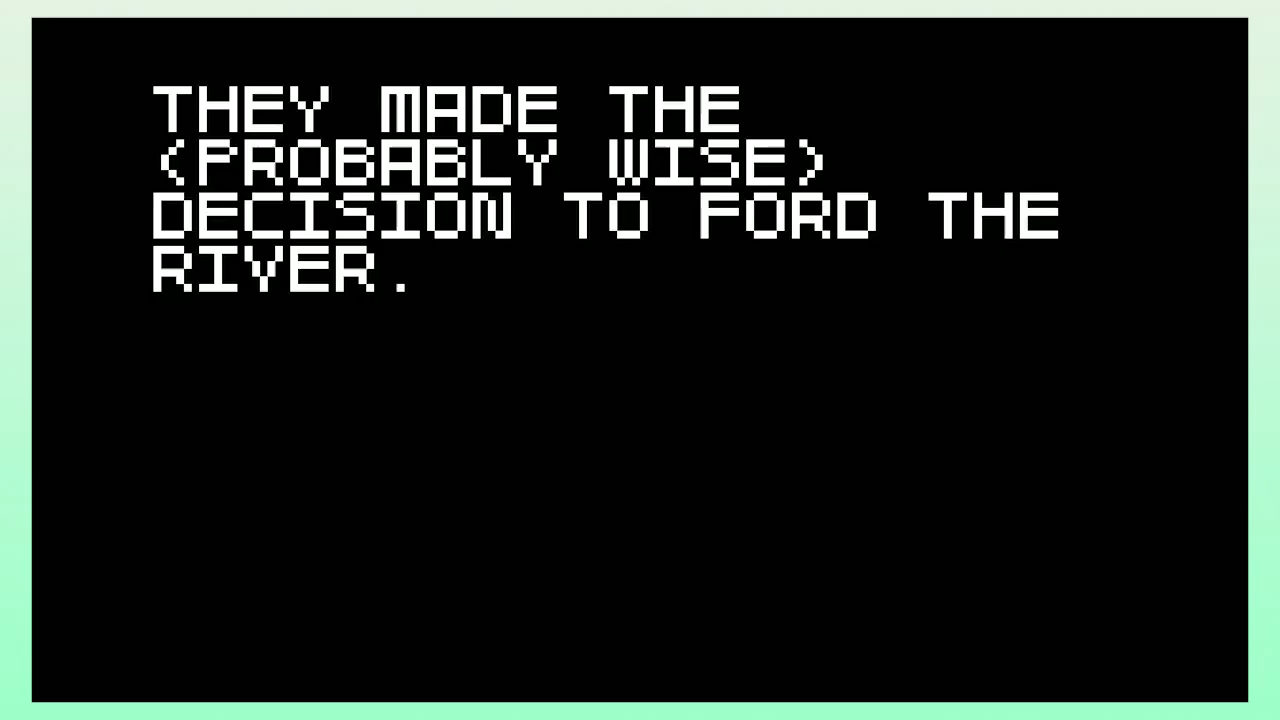 THEY MADE THE
(PROBABLY WISE)
DECISION TO FORD THE
RIVER.